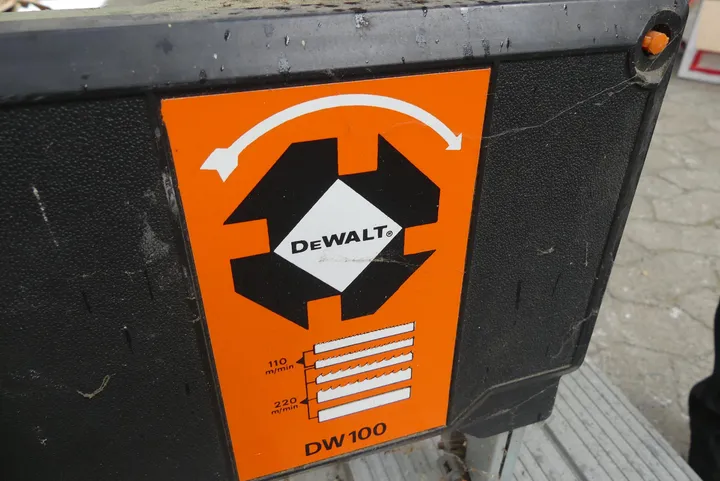 DEWALT®
110
m/min
220
m/min
DW100